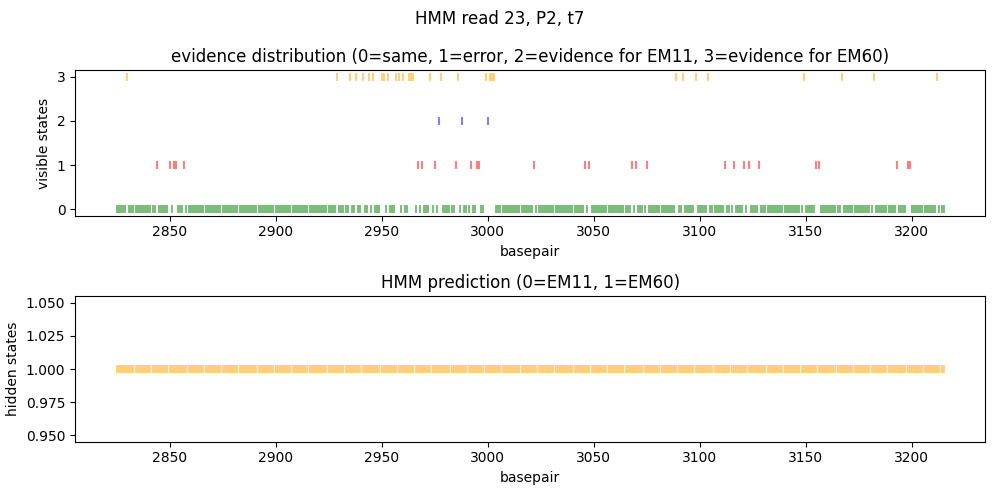 HMM read 23, P2, t7
evidence distribution (0=same, 1=error, 2=evidence for EM11, 3=evidence for EM60)
visible states
3
2
1
0
2850 2900 2950 3000 3050 3100 3150 3200
basepair
HMM prediction (0=EM11, 1=EM60)
hidden states
1.050
1.025
1.000
0.975
0.950
2850 2900 2950 3000 3050 3100 3150 3200
basepair